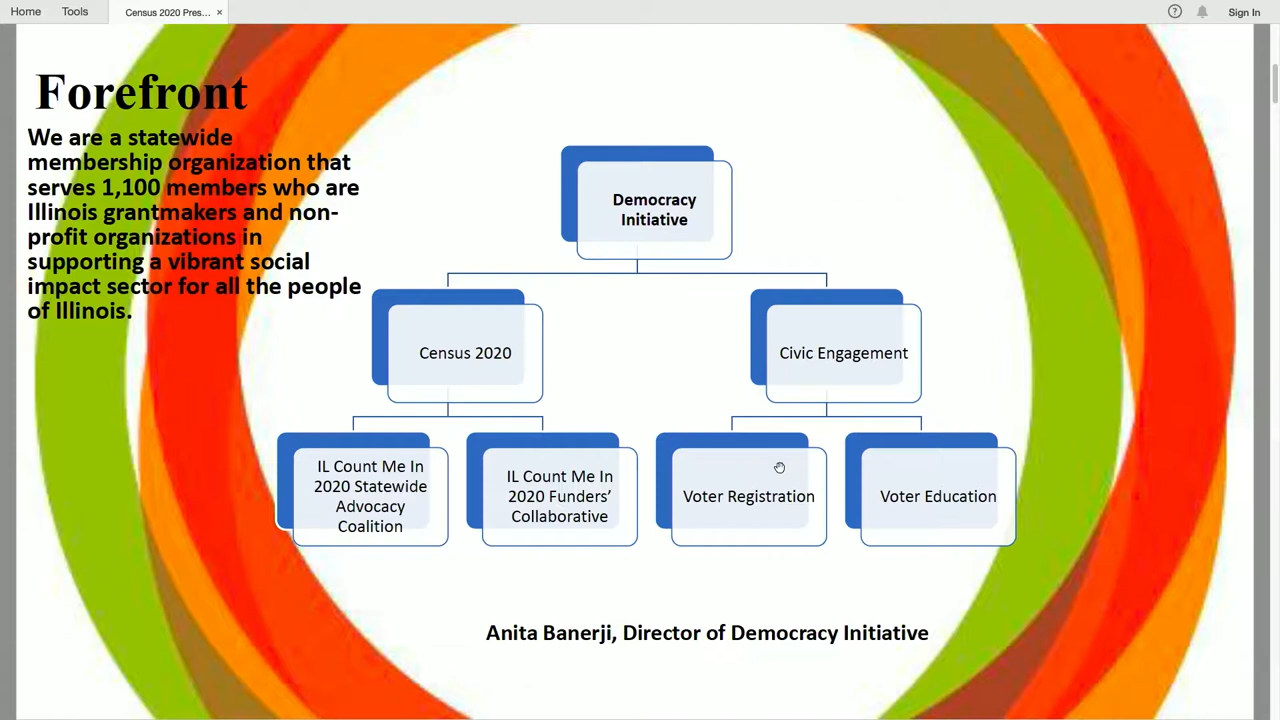 Home
Tools
Census 2020 Pres...
×
?
Sign In
Forefront
We are a statewide
membership organization that
serves 1,100 members who are
Illinois grantmakers and non-
profit organizations in
supporting a vibrant social
impact sector for all the people
of Illinois.
Democracy
Initiative
Census 2020
Civic Engagement
IL Count Me In
2020 Statewide
Advocacy
Coalition
IL Count Me In
2020 Funders’
Collaborative
Voter Registration
Voter Education
Anita Banerji, Director of Democracy Initiative